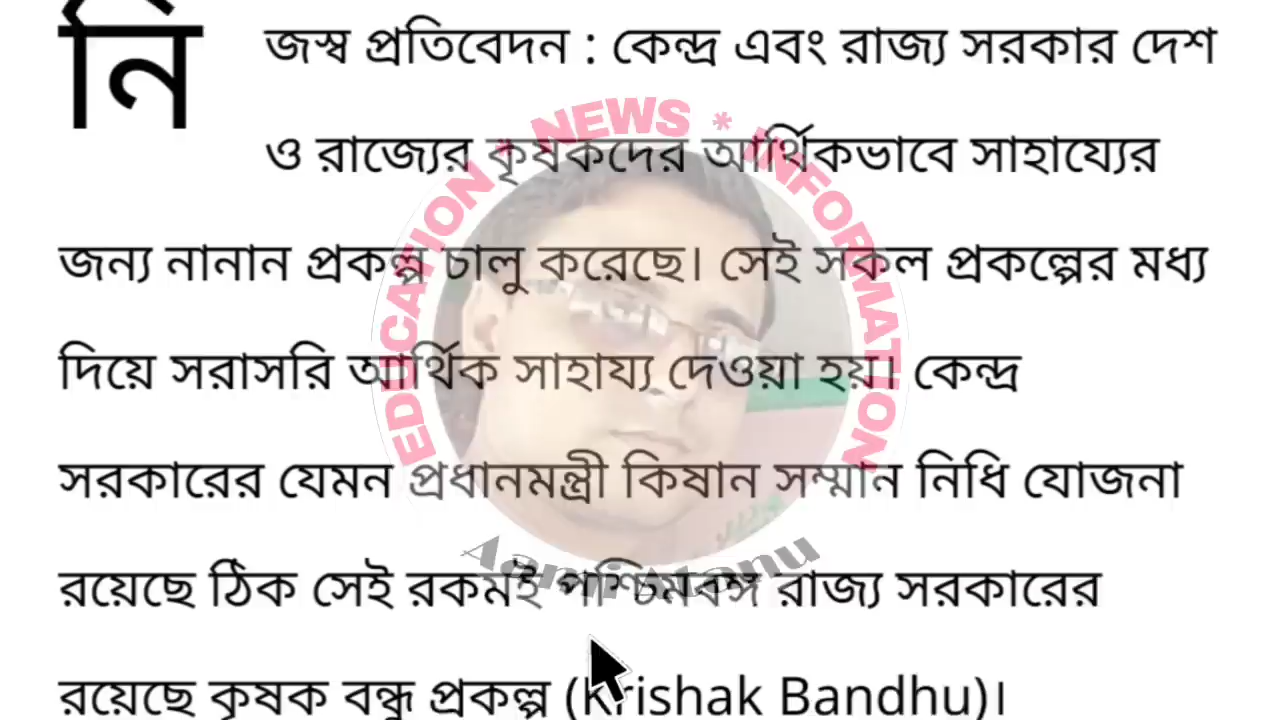 নিজস্ব প্রতিবেদন : কেন্দ্র এবং রাজ্য সরকার দেশ
ও রাজ্যের কৃষকদের আর্থিকভাবে সাহায্যের
জন্য নানান প্রকল্প চালু করেছে। সেই সকল প্রকল্পের মধ্য
দিয়ে সরাসরি আর্থিক সাহায্য দেওয়া হয়। কেন্দ্র
সরকারের যেমন প্রধানমন্ত্রী কিষান সম্মান নিধি যোজনা
রয়েছে ঠিক সেই রকমই পশ্চিমবঙ্গ রাজ্য সরকারের
রয়েছে কৃষক বন্ধু প্রকল্প (Krishak Bandhu)।
EDUCATION * NEWS * INFORMATION
Aami Atanu